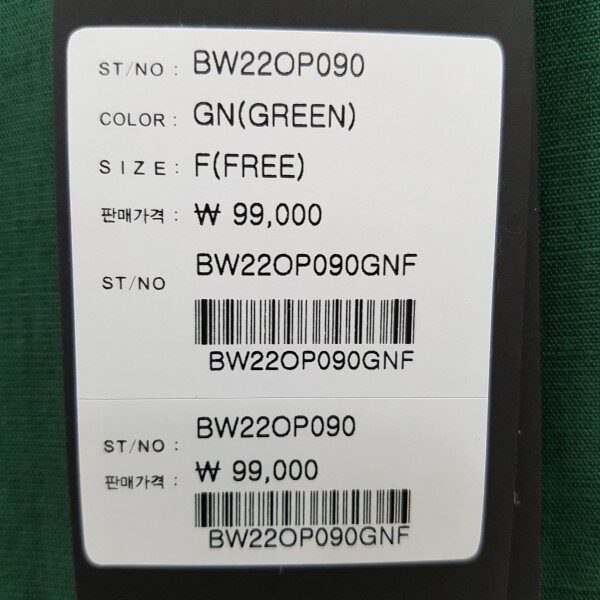 ST/NO : BW22OP090
COLOR : GN(GREEN)
SIZE : F(FREE)
판매가격 : ₩ 99,000
BW22OP090GNF
ST/NO
BW22OP090GNF
ST/NO : BW22OP090
판매가격 : ₩ 99,000
BW22OP090GNF